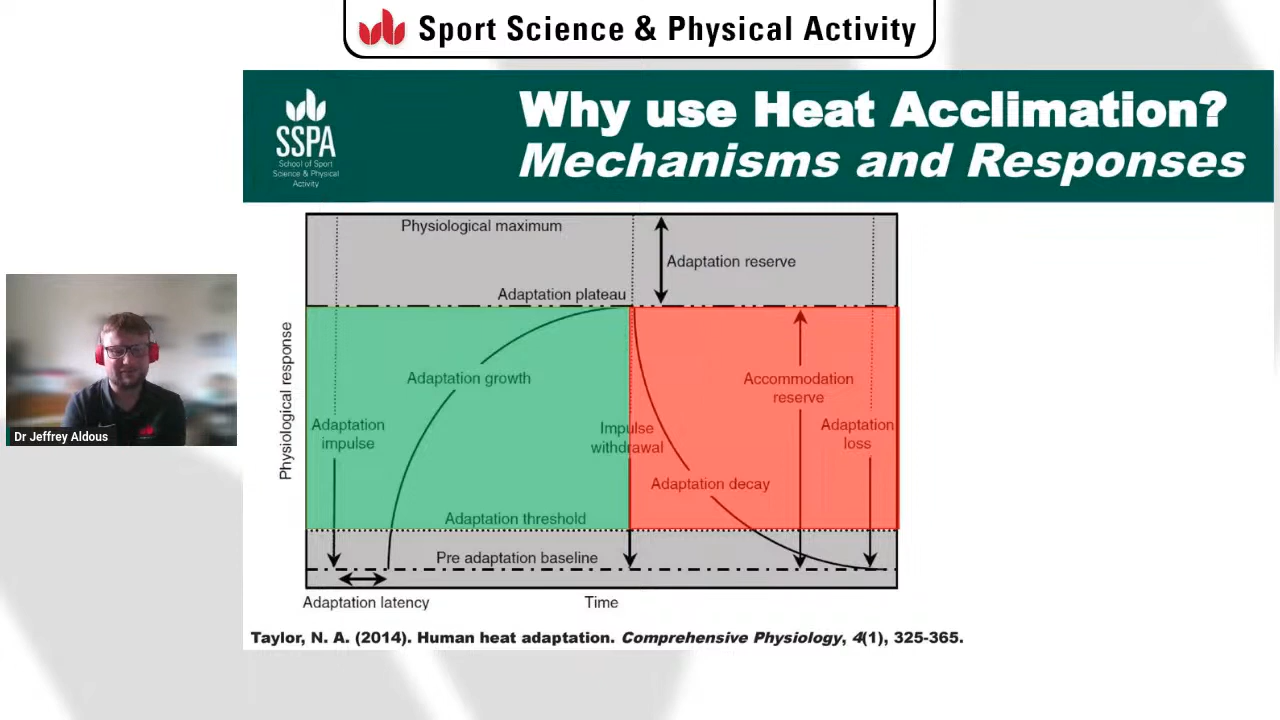 Sport Science & Physical Activity
SSPA
School of Sport
Science & Physical
Activity
Why use Heat Acclimation?
Mechanisms and Responses
Physiological maximum
Adaptation reserve
Adaptation plateau
Physiological response
Adaptation growth
Accommodation
reserve
Adaptation
impulse
Impulse
withdrawal
Adaptation
loss
Adaptation decay
Adaptation threshold
Pre adaptation baseline
Adaptation latency
Time
Dr Jeffrey Aldous
Taylor, N. A. (2014). Human heat adaptation. Comprehensive Physiology, 4(1), 325-365.